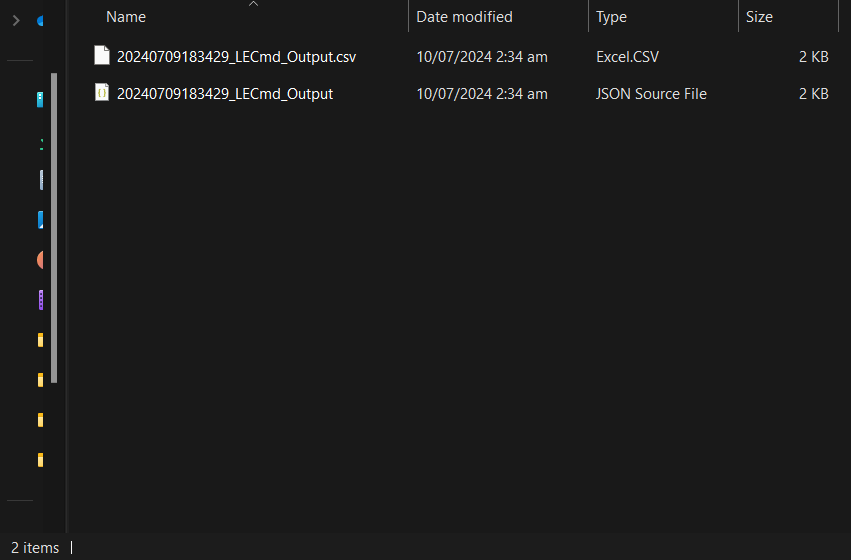 Name Date modified Type Size
20240709183429_LECmd_Output.csv 10/07/2024 2:34 am Excel.CSV 2 KB
20240709183429_LECmd_Output 10/07/2024 2:34 am JSON Source File 2 KB
2 items